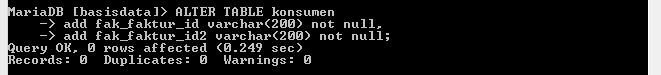 MariaDB [basisdata]> ALTER TABLE konsumen
    -> add fak_faktur_id varchar(200) not null,
    -> add fak_faktur_id2 varchar(200) not null;
Query OK, 0 rows affected (0.249 sec)
Records: 0  Duplicates: 0  Warnings: 0